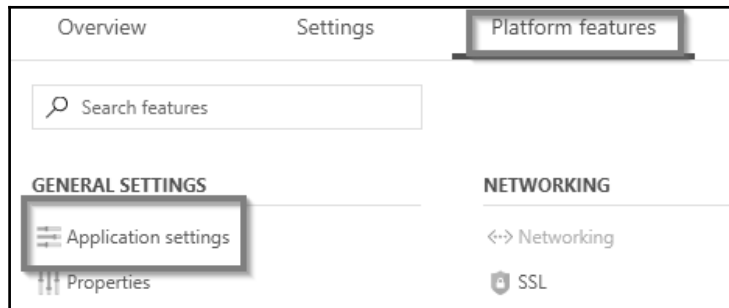 Overview Settings Platform features
Search features
GENERAL SETTINGS NETWORKING
Application settings Networking
Properties SSL